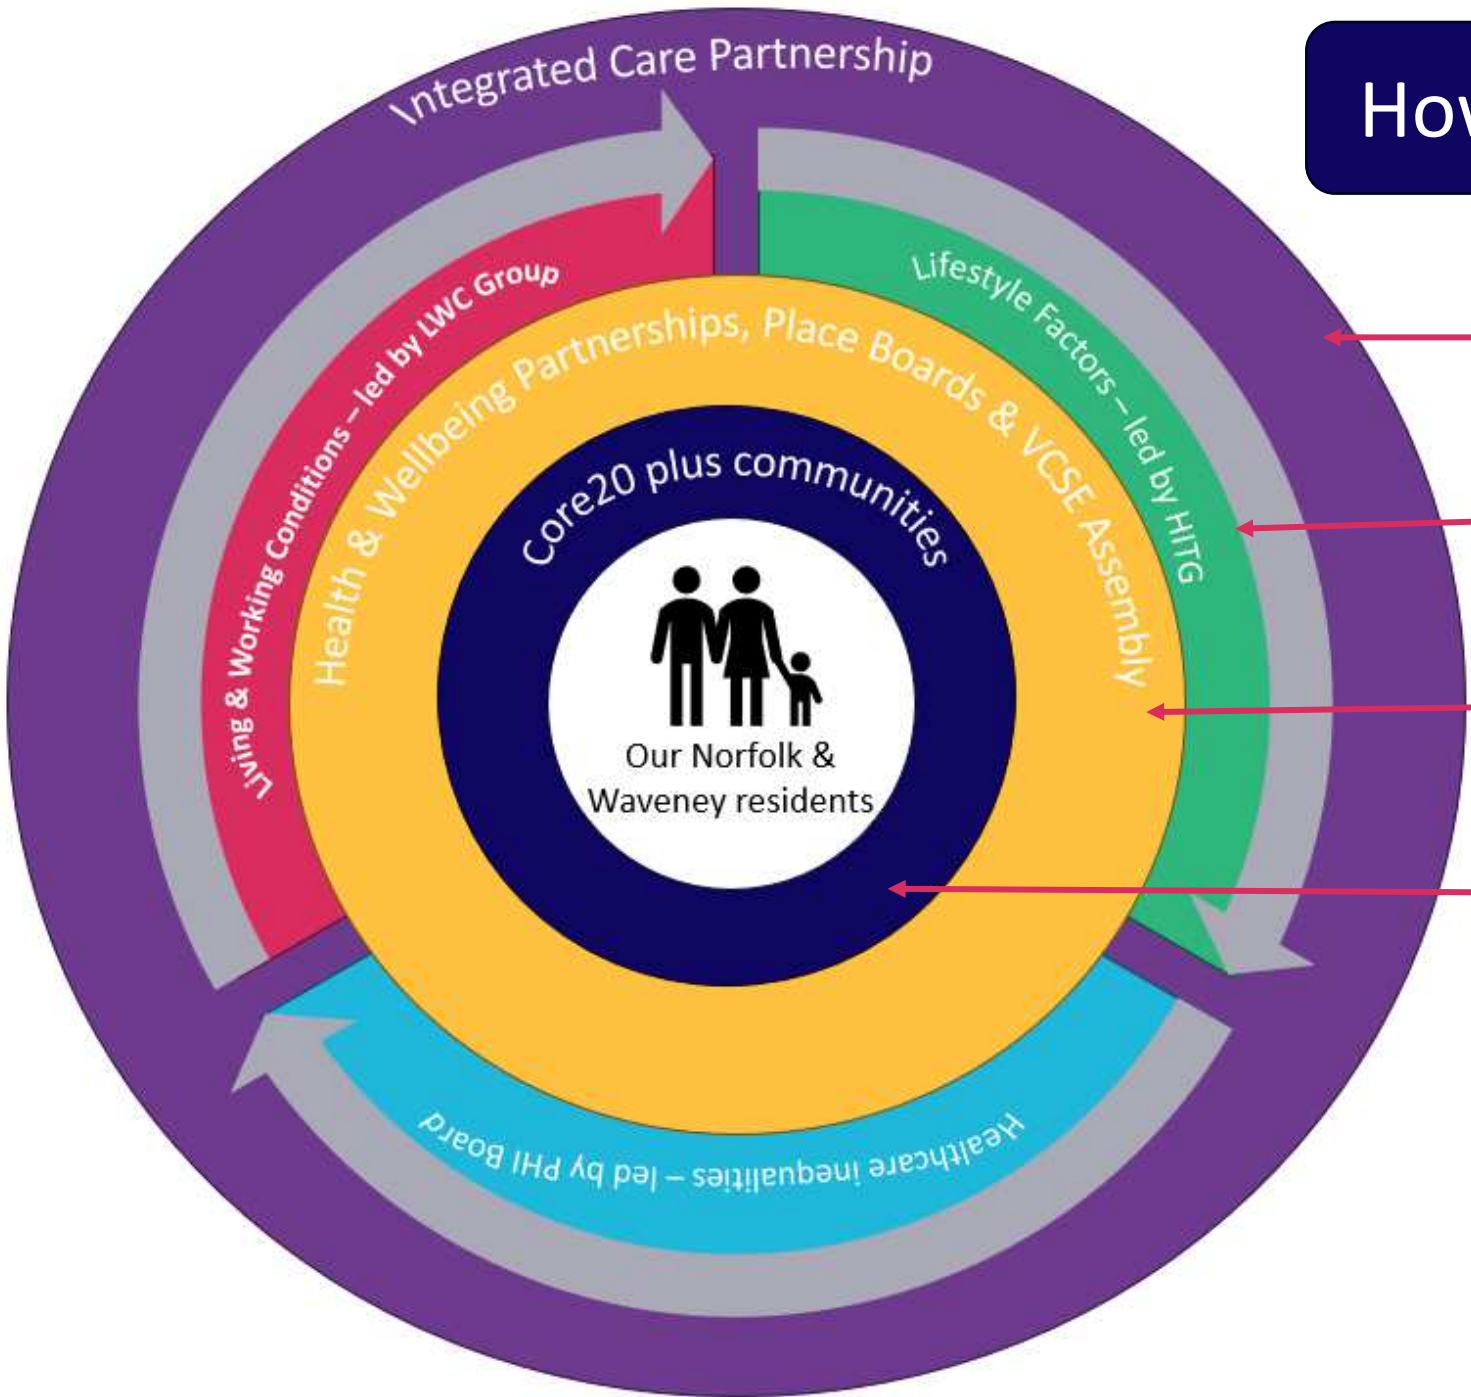 Integrated Care Partnership
How
Living & Working Conditions – led by LWC Group
Lifestyle Factors – led by HITG
Health & Wellbeing Partnerships, Place Boards & VCSE Assembly
Core20 plus communities
Our Norfolk &
Waveney residents
Healthcare inequalities – led by PHI Board